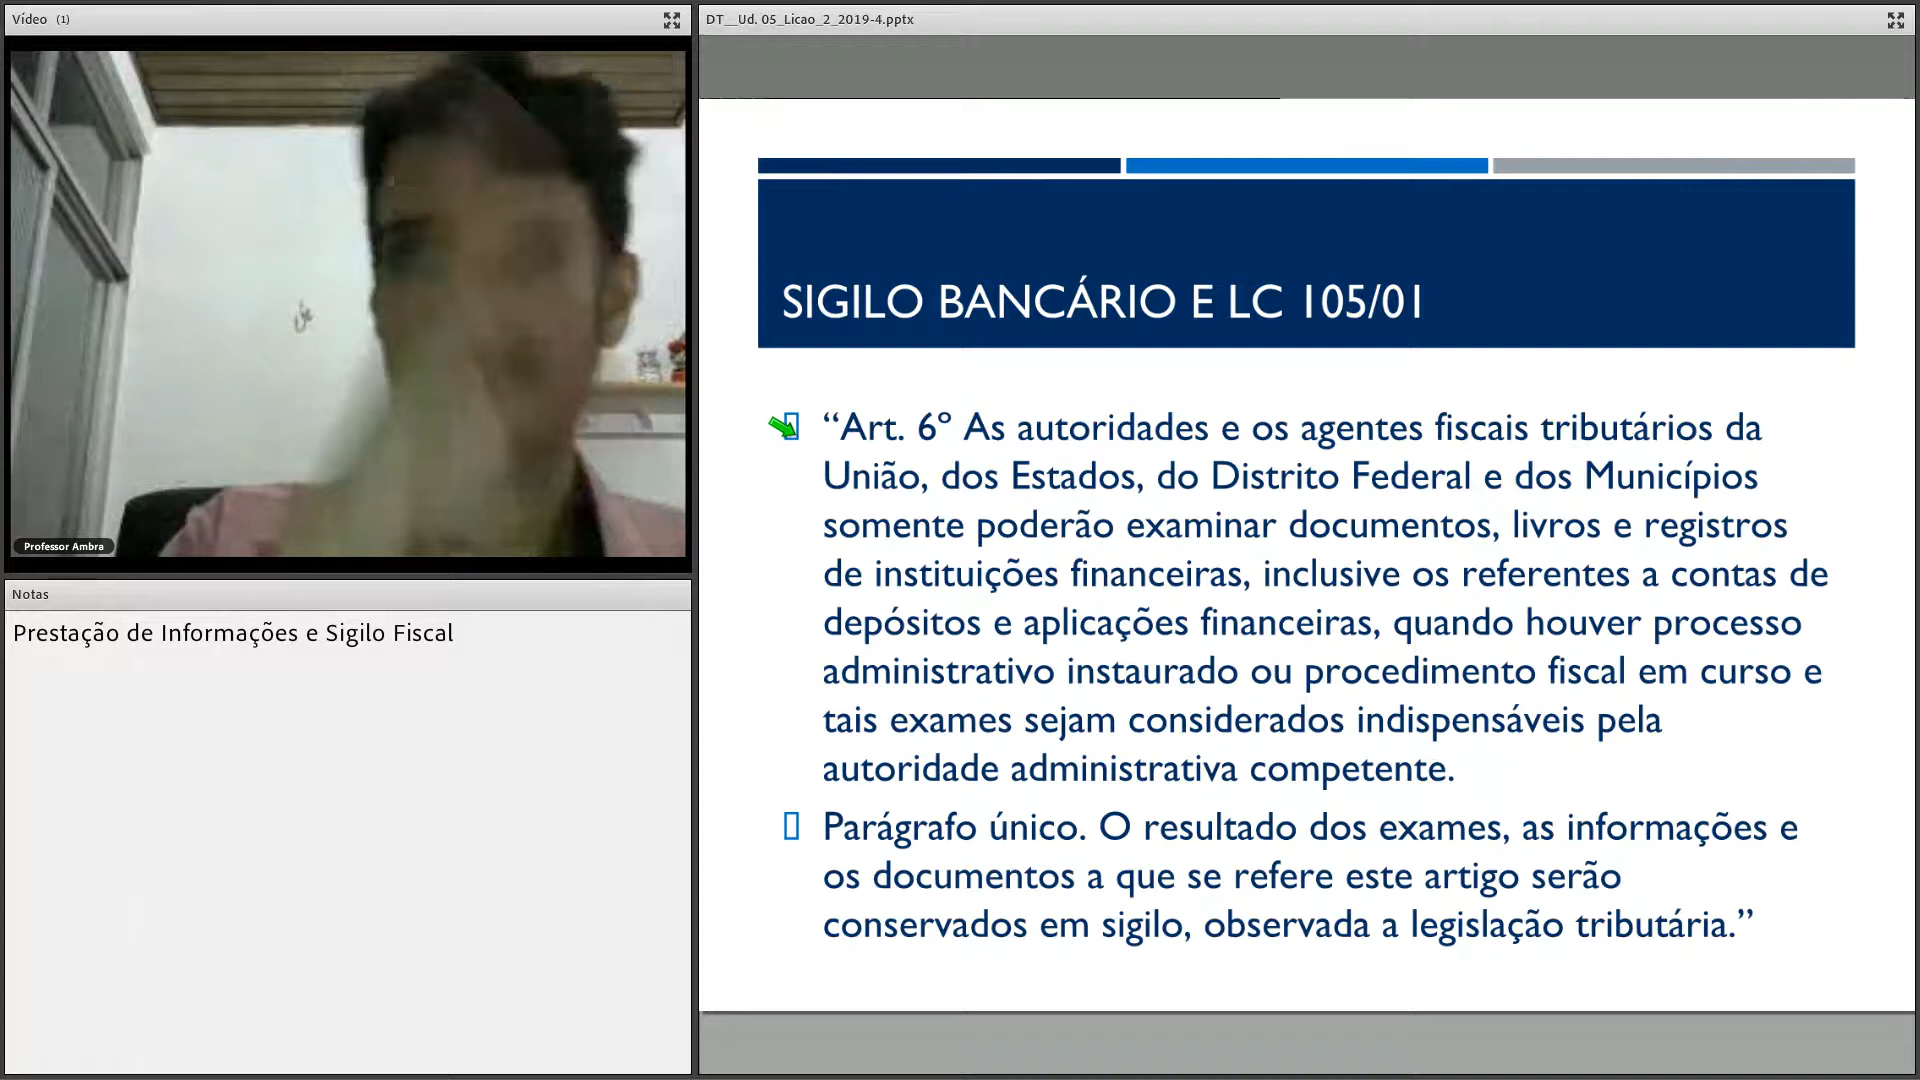 Vídeo (1)
Professor Ambra
Notas
Prestação de Informações e Sigilo Fiscal
DT__Ud. 05_Licao_2_2019-4.pptx
SIGILO BANCÁRIO E LC 105/01
“Art. 6º As autoridades e os agentes fiscais tributários da
União, dos Estados, do Distrito Federal e dos Municípios
somente poderão examinar documentos, livros e registros
de instituições financeiras, inclusive os referentes a contas de
depósitos e aplicações financeiras, quando houver processo
administrativo instaurado ou procedimento fiscal em curso e
tais exames sejam considerados indispensáveis pela
autoridade administrativa competente.
Parágrafo único. O resultado dos exames, as informações e
os documentos a que se refere este artigo serão
conservados em sigilo, observada a legislação tributária.”